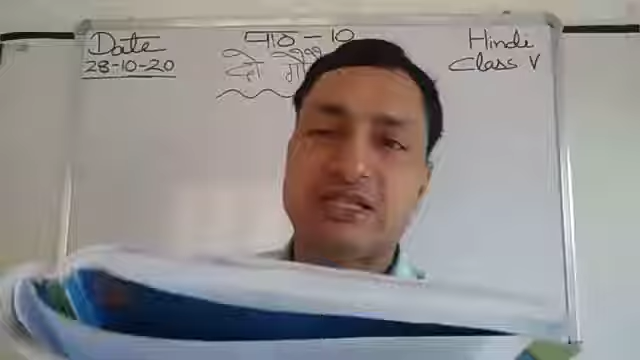 Date
28-10-20
पाठ - 10
Hindi
Class V